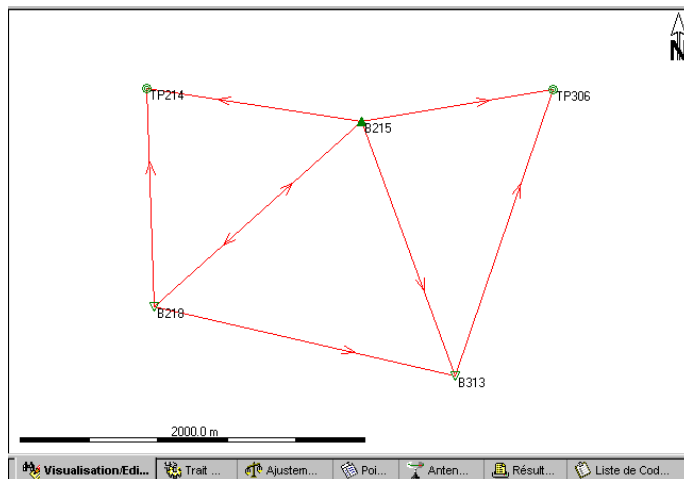 N
TP214
TP306
B215
B218
B313
2000.0 m
Visualisation/Edi... Trait ... Ajustem... Poi... Anten... Résult... Liste de Cod...